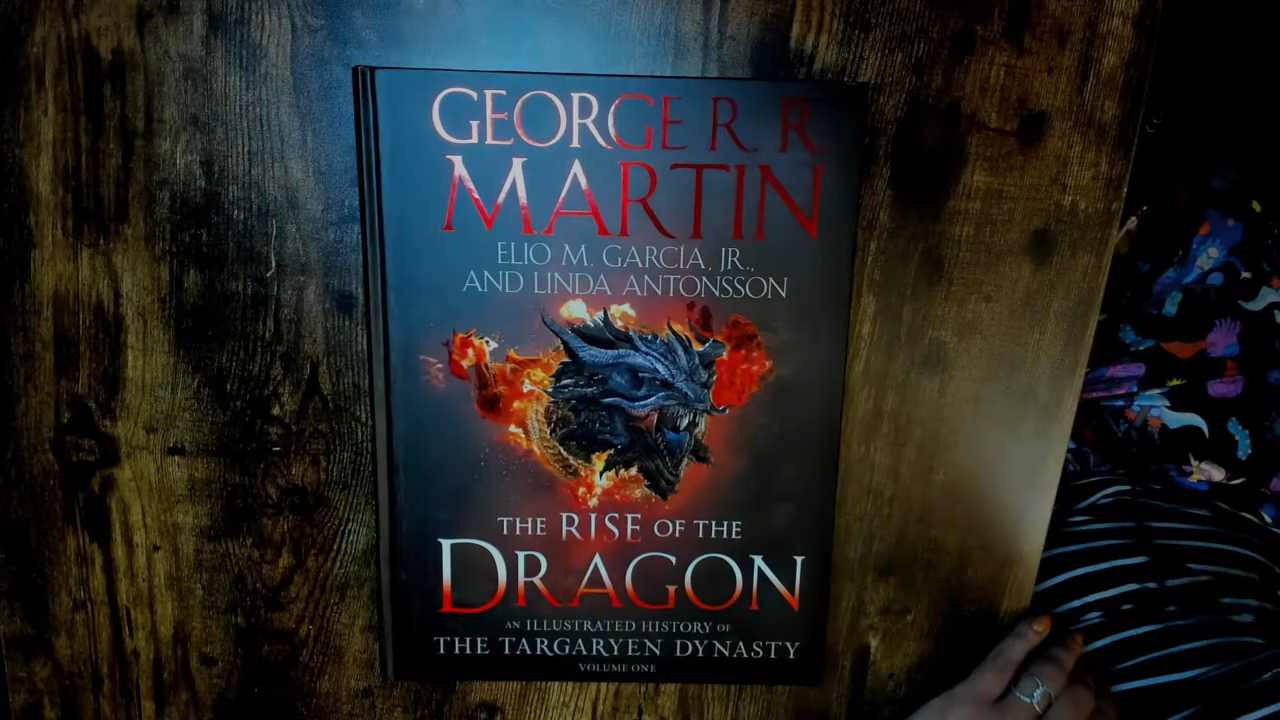 GEORGE R. R.
MARTIN
ELIO M. GARCÍA, JR.,
AND LINDA ANTONSSON
THE RISE OF THE
DRAGON
AN ILLUSTRATED HISTORY OF
THE TARGARYEN DYNASTY
VOLUME ONE